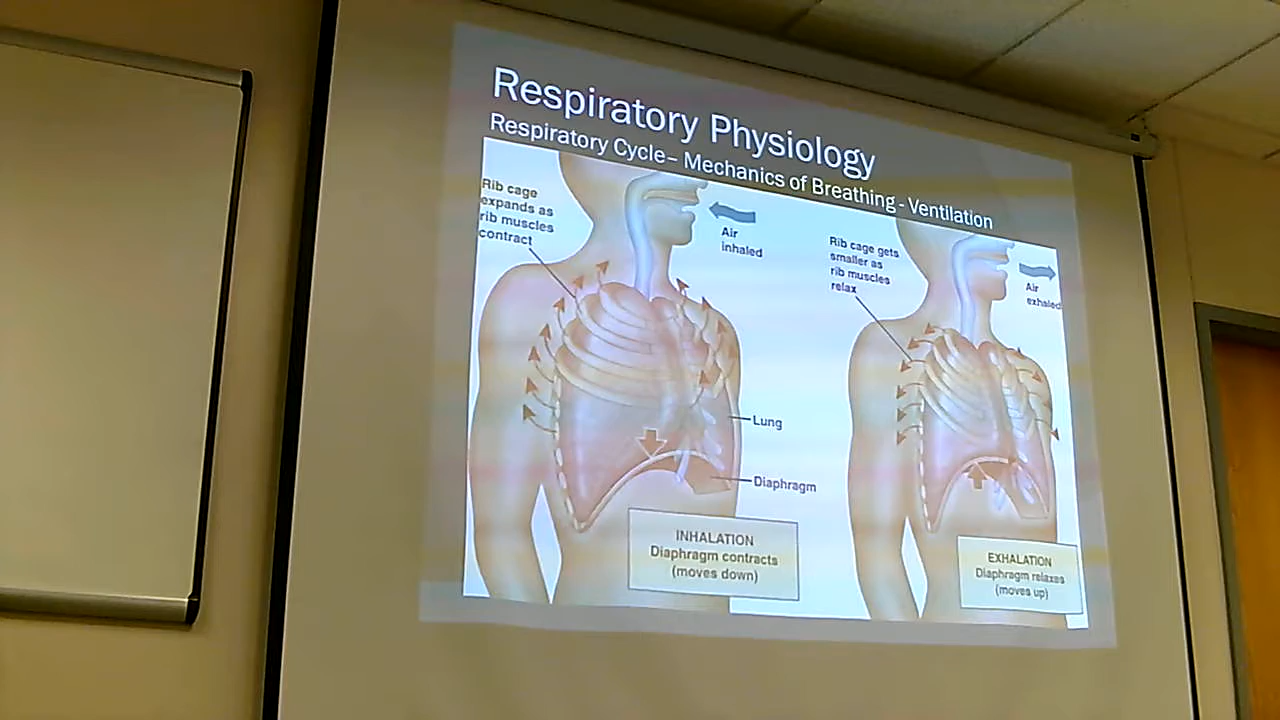 Respiratory Physiology
Respiratory Cycle– Mechanics of Breathing - Ventilation
Rib cage
expands as
rib muscles
contract
Air
inhaled
Lung
Diaphragm
INHALATION
Diaphragm contracts
(moves down)
Rib cage gets
smaller as
rib muscles
relax
Air
exhaled
EXHALATION
Diaphragm relaxes
(moves up)